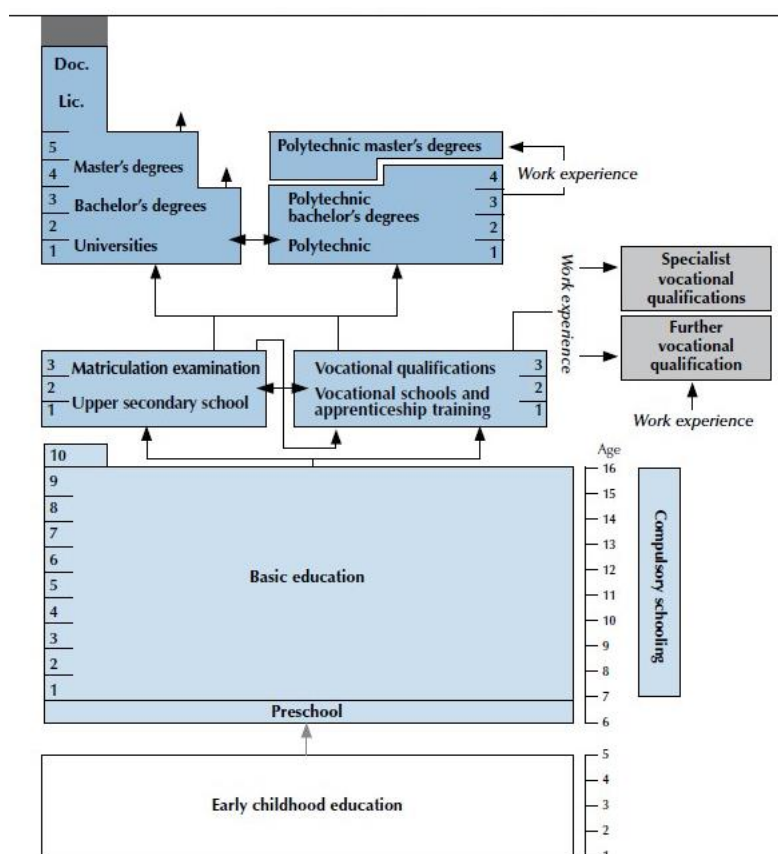 Doc.
Lic.
5
4
Master's degrees
3
Bachelor's degrees
2
1
Universities
Polytechnic master's degrees
Work experience
4
Polytechnic
bachelor's degrees
3
2
Polytechnic
1
Work experience
Specialist
vocational
qualifications
Further
vocational
qualification
Work experience
3
Matriculation examination
2
Upper secondary school
1
Vocational qualifications
3
Vocational schools and
apprenticeship training
2
1
10
9
8
7
6
5
4
3
2
1
Basic education
Preschool
Early childhood education
Age
16
15
14
13
12
11
10
9
8
7
6
5
4
3
2
Compulsory schooling